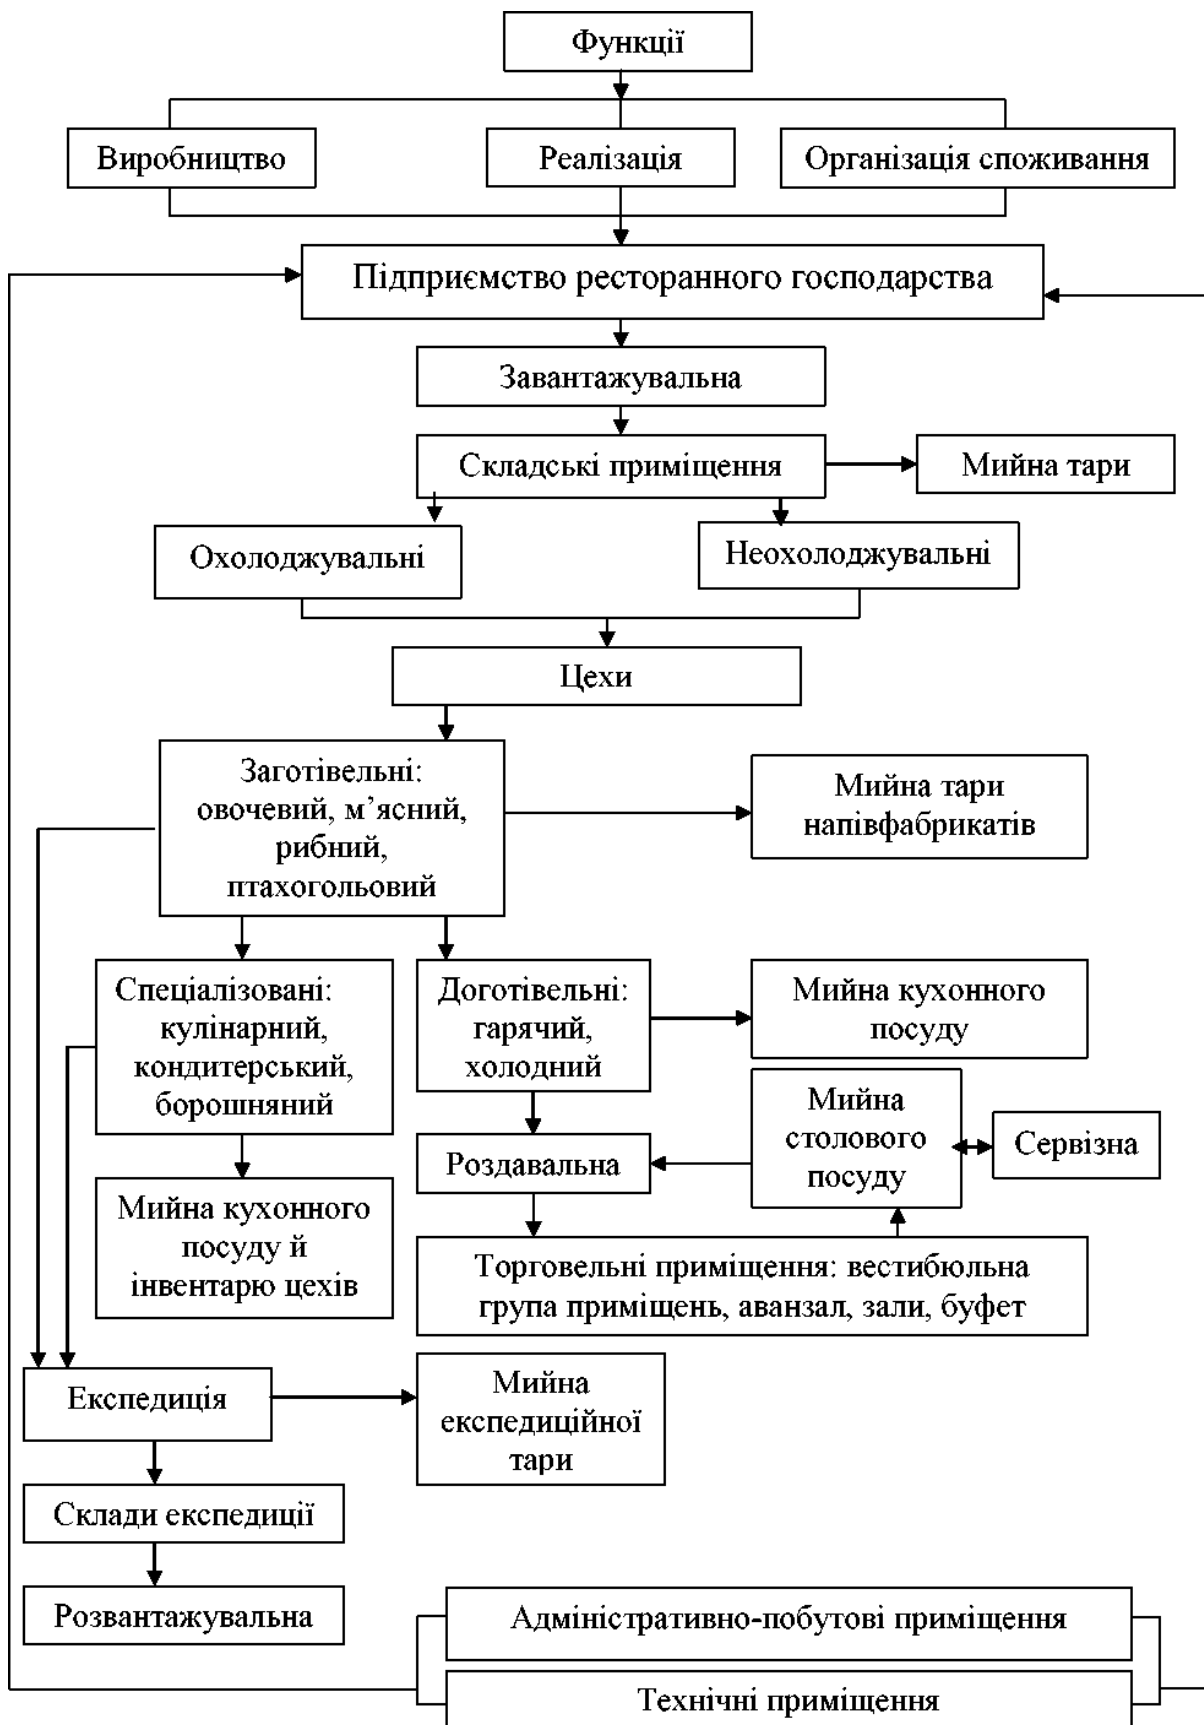 Функції
Виробництво
Реалізація
Організація споживання
Підприємство ресторанного господарства
Завантажувальна
Складські приміщення
Мийна тари
Охолоджувальні
Неохолоджувальні
Цехи
Заготівельні:
овочевий, м’ясний,
рибний,
птахогольовий
Мийна тари
напівфабрикатів
Спеціалізовані:
кулінарний,
кондитерський,
борошняний
Доготівельні:
гарячий,
холодний
Мийна кухонного
посуду
Мийна
столового
посуду
Сервізна
Роздавальна
Мийна кухонного
посуду й
інвентарю цехів
Торговельні приміщення: вестибюльна
група приміщень, аванзал, зали, буфет
Експедиція
Мийна
експедиційної
тари
Склади експедиції
Розвантажувальна
Адміністративно-побутові приміщення
Технічні приміщення